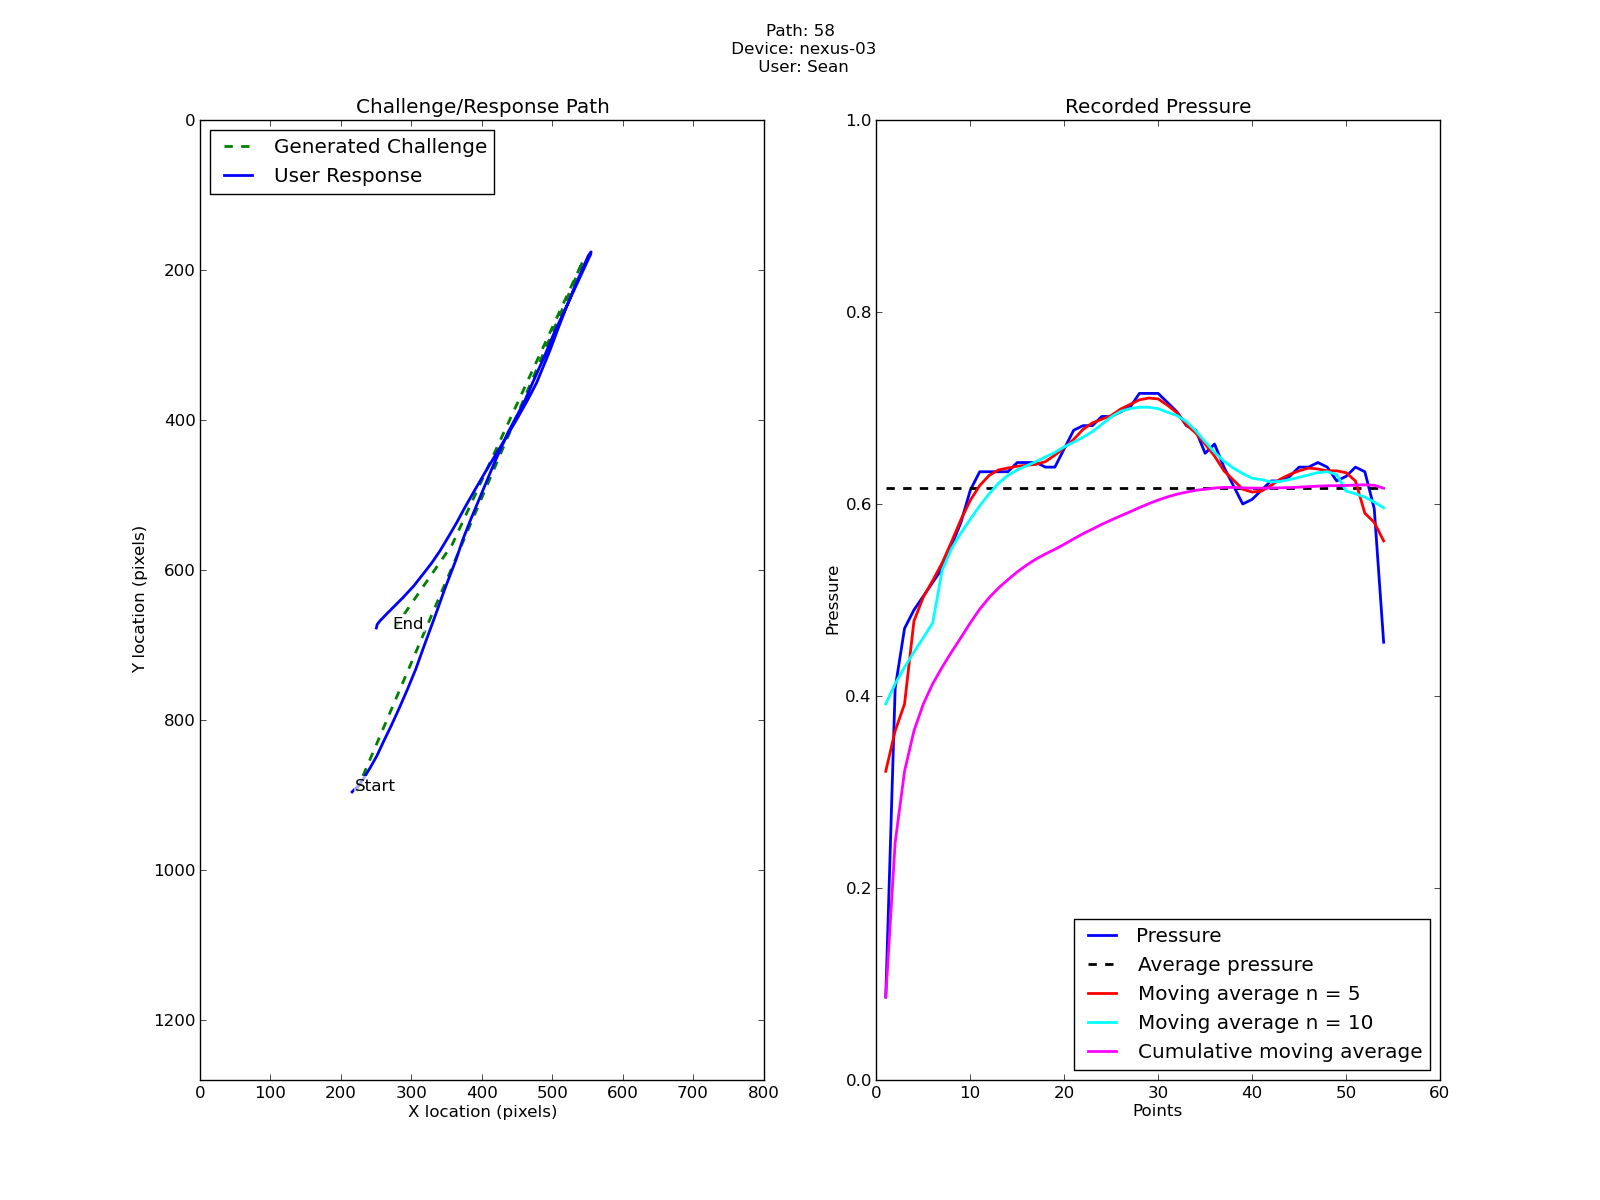 Path: 58
Device: nexus-03
User: Sean
Challenge/Response Path
Generated Challenge
User Response
0
200
400
600
800
1000
1200
Y location (pixels)
End
Start
0 100 200 300 400 500 600 700 800
X location (pixels)
Recorded Pressure
1.0
0.8
0.6
0.4
0.2
0.0
Pressure
Pressure
Average pressure
Moving average n = 5
Moving average n = 10
Cumulative moving average
0 10 20 30 40 50 60
Points